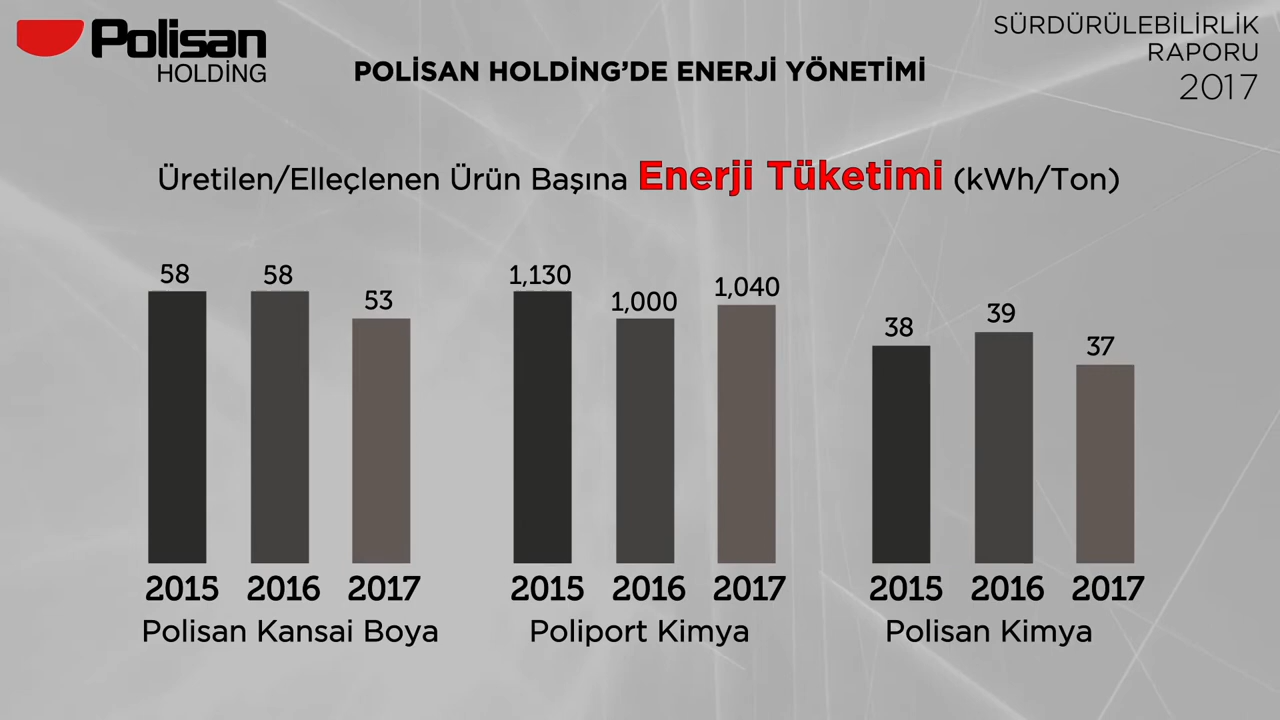 Polisan
HOLDİNG
POLİSAN HOLDİNG’DE ENERJİ YÖNETİMİ
SÜRDÜRÜLEBİLİRLİK
RAPORU
2017
Üretilen/Elleçlenen Ürün Başına Enerji Tüketimi (kWh/Ton)
58 58 53
2015 2016 2017
Polisan Kansai Boya
1,130 1,000 1,040
2015 2016 2017
Poliport Kimya
38 39 37
2015 2016 2017
Polisan Kimya